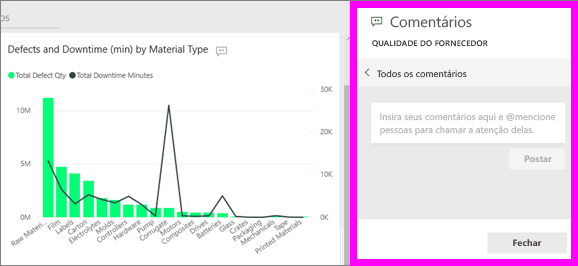 os
Defects and Downtime (min) by Material Type
Total Defect Qty
Total Downtime Minutes
10M
5M
0M
30K
20K
10K
0K
Raw Materi...
Film
Labels
Carton
Electrolytes
Molds
Controllers
Hardware
Pump
Corrugate
Motors
Composites
Drives
Batteries
Glass
Crates
Packaging
Mechanicals
Tape
Printed Materials
Comentários
QUALIDADE DO FORNECEDOR
Todos os comentários
Insira seus comentários aqui e @mencione
pessoas para chamar a atenção delas.
Postar
Fechar